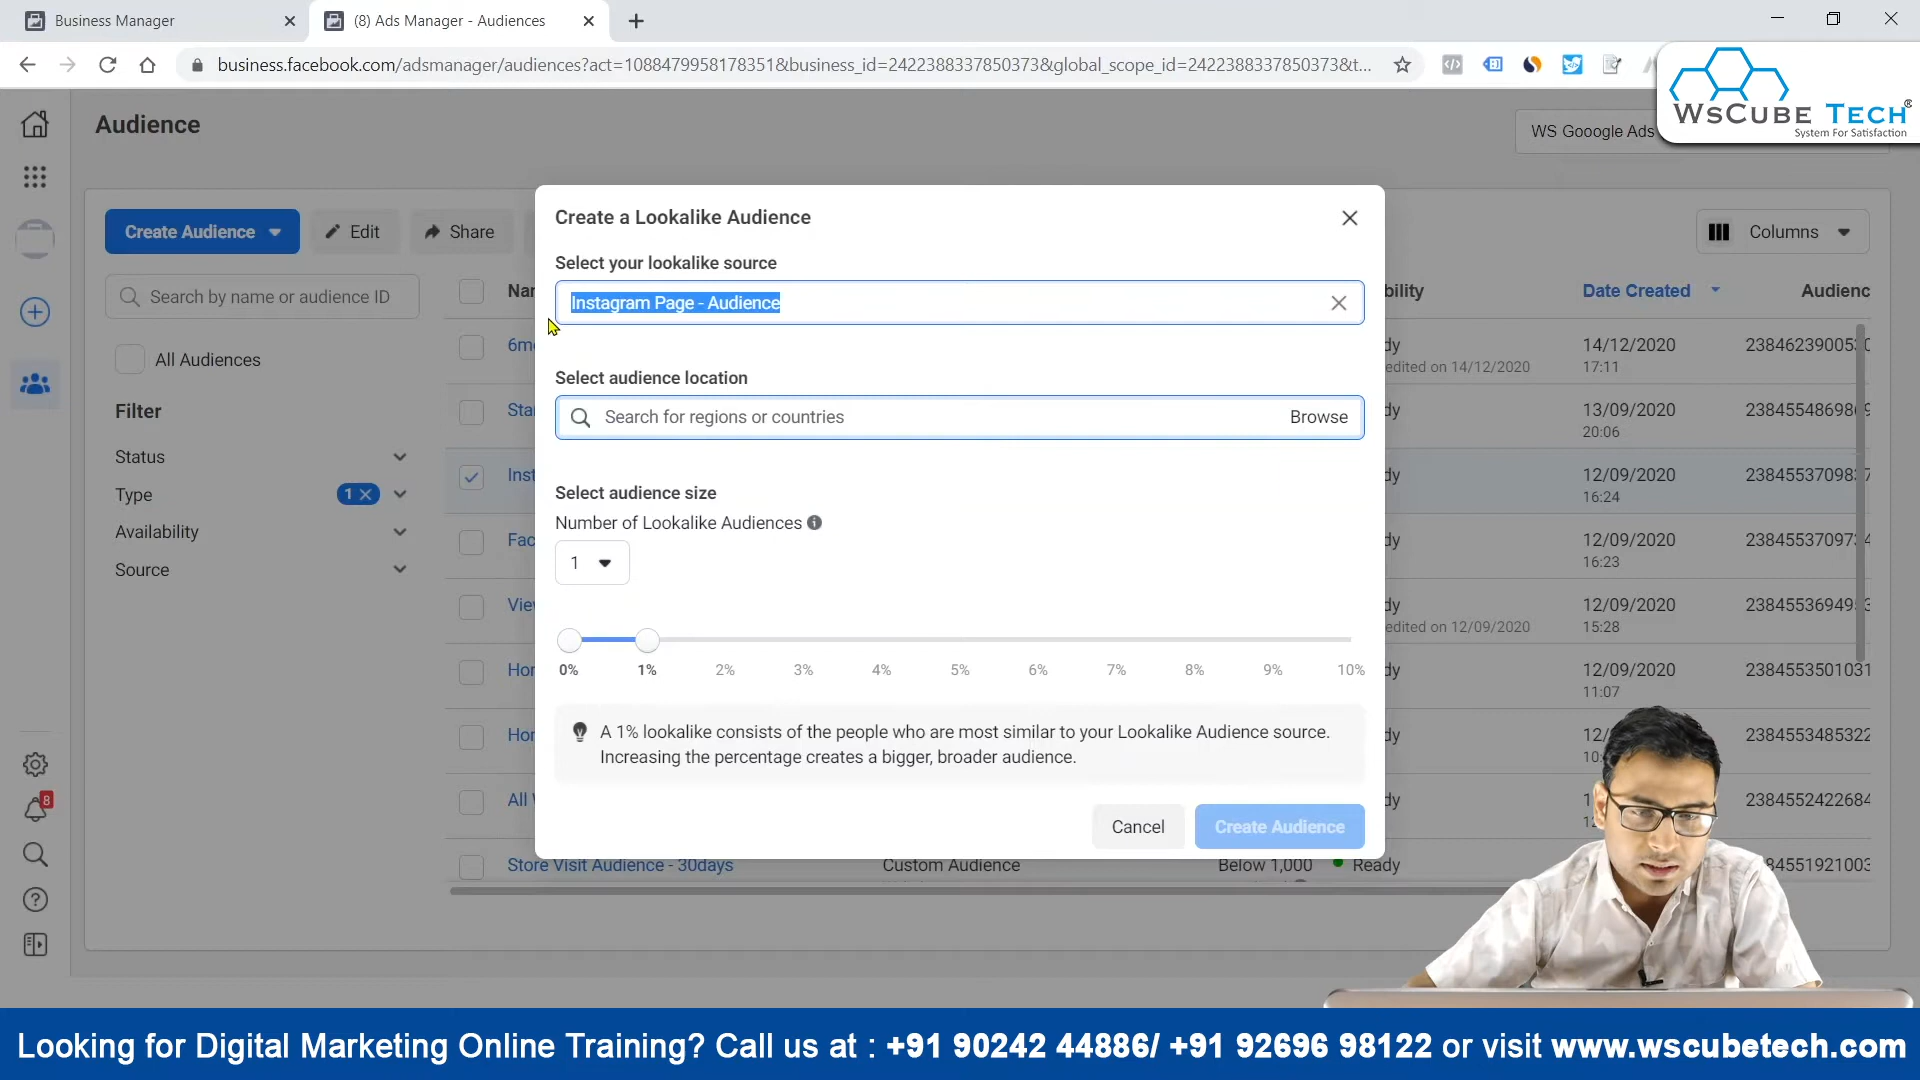 Business Manager
(8) Ads Manager - Audiences
business.facebook.com/adsmanager/audiences?act=1088479958178351&business_id=2422388337850373&global_scope_id=2422388337850373&t...
WsCube Tech®
System For Satisfaction
Audience
WS Gooogle Ads
Create Audience
Edit
Share
Columns
Search by name or audience ID
All Audiences
Filter
Status
Type
1
Availability
Source
8
Create a Lookalike Audience
Select your lookalike source
Instagram Page - Audience
Select audience location
Search for regions or countries
Browse
Select audience size
Number of Lookalike Audiences
1
0% 1% 2% 3% 4% 5% 6% 7% 8% 9% 10%
A 1% lookalike consists of the people who are most similar to your Lookalike Audience source.
Increasing the percentage creates a bigger, broader audience.
Cancel
Create Audience
Date Created
14/12/2020
edited on 14/12/2020
17:11
13/09/2020
20:06
12/09/2020
16:24
12/09/2020
16:23
12/09/2020
edited on 12/09/2020
15:28
12/09/2020
2384553501031
11:07
2384553485322
All
2384552422684
Store Visit Audience - 30days
Custom Audience
Below 1,000
Ready
Looking for Digital Marketing Online Training? Call us at : +91 90242 44886/ +91 92696 98122 or visit www.wscubetech.com